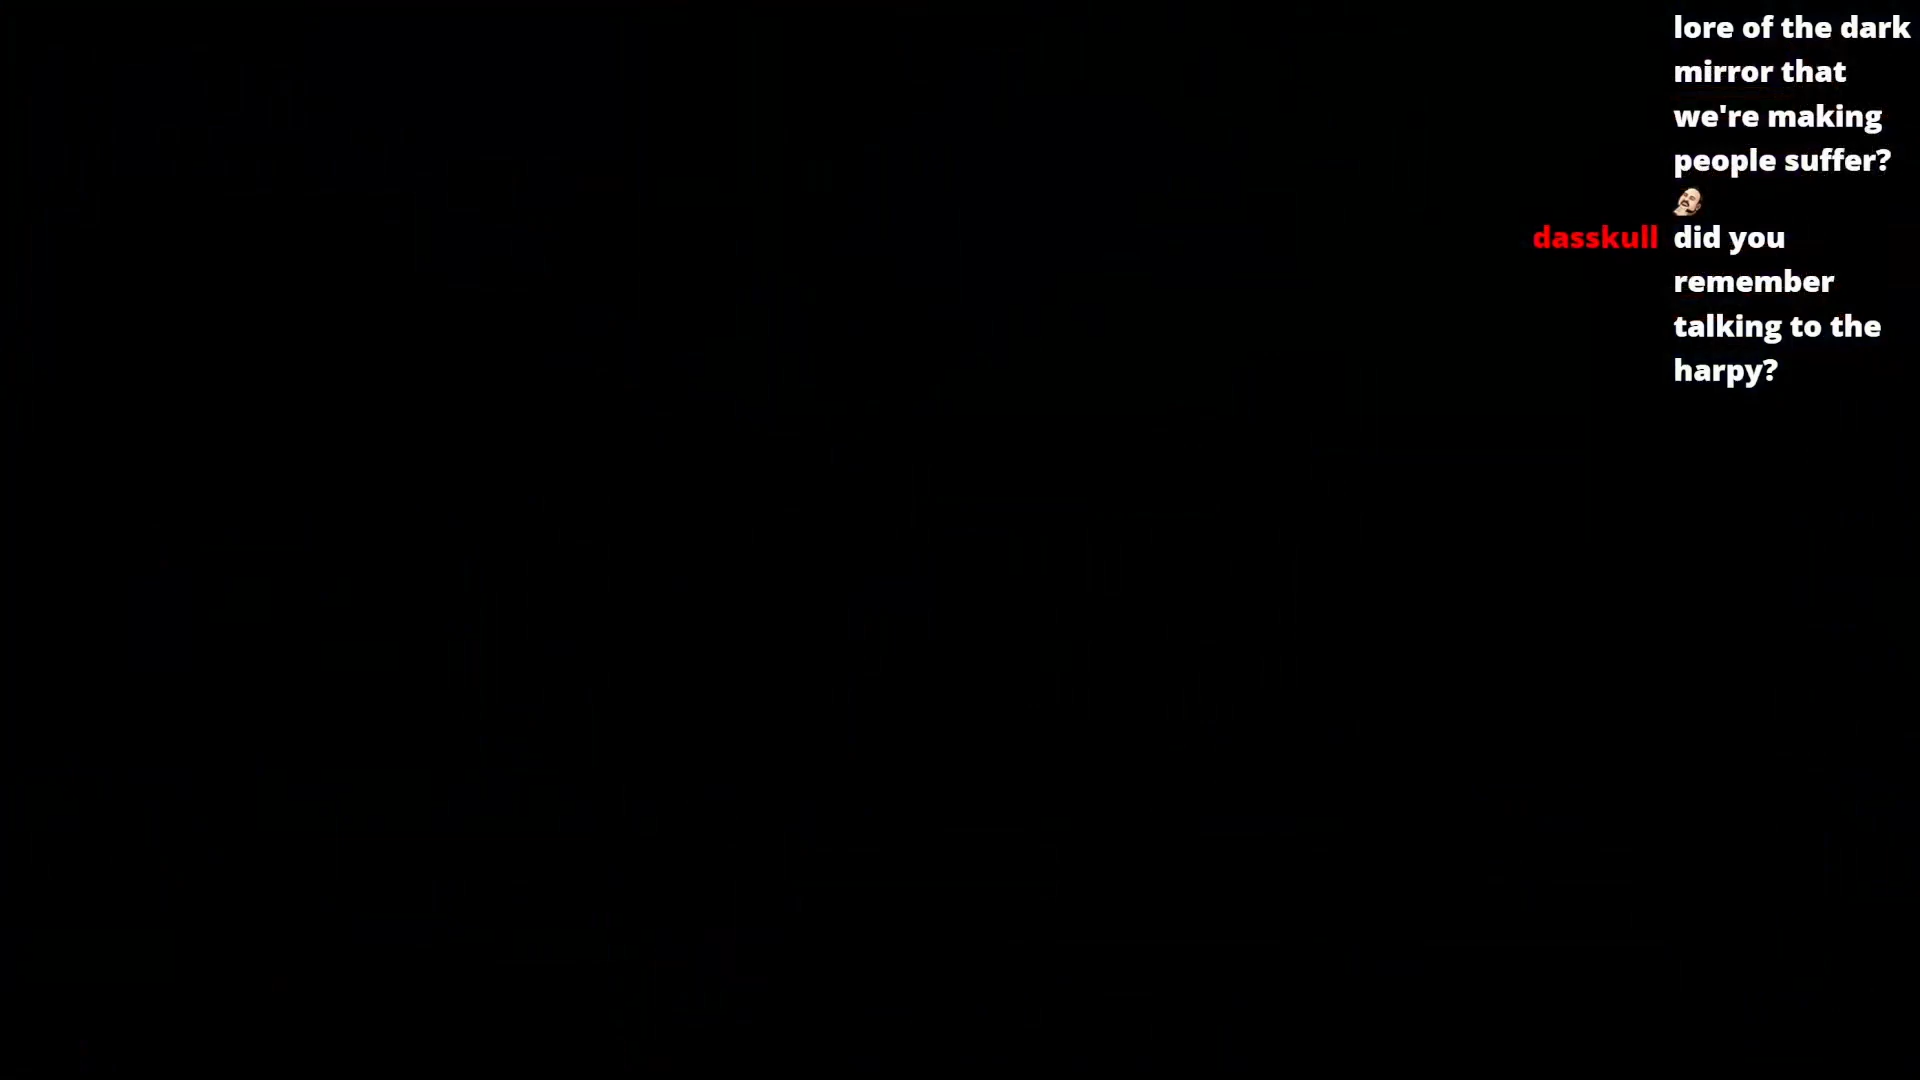 lore of the dark
mirror that
we're making
people suffer?
dasskull did you
remember
talking to the
harpy?